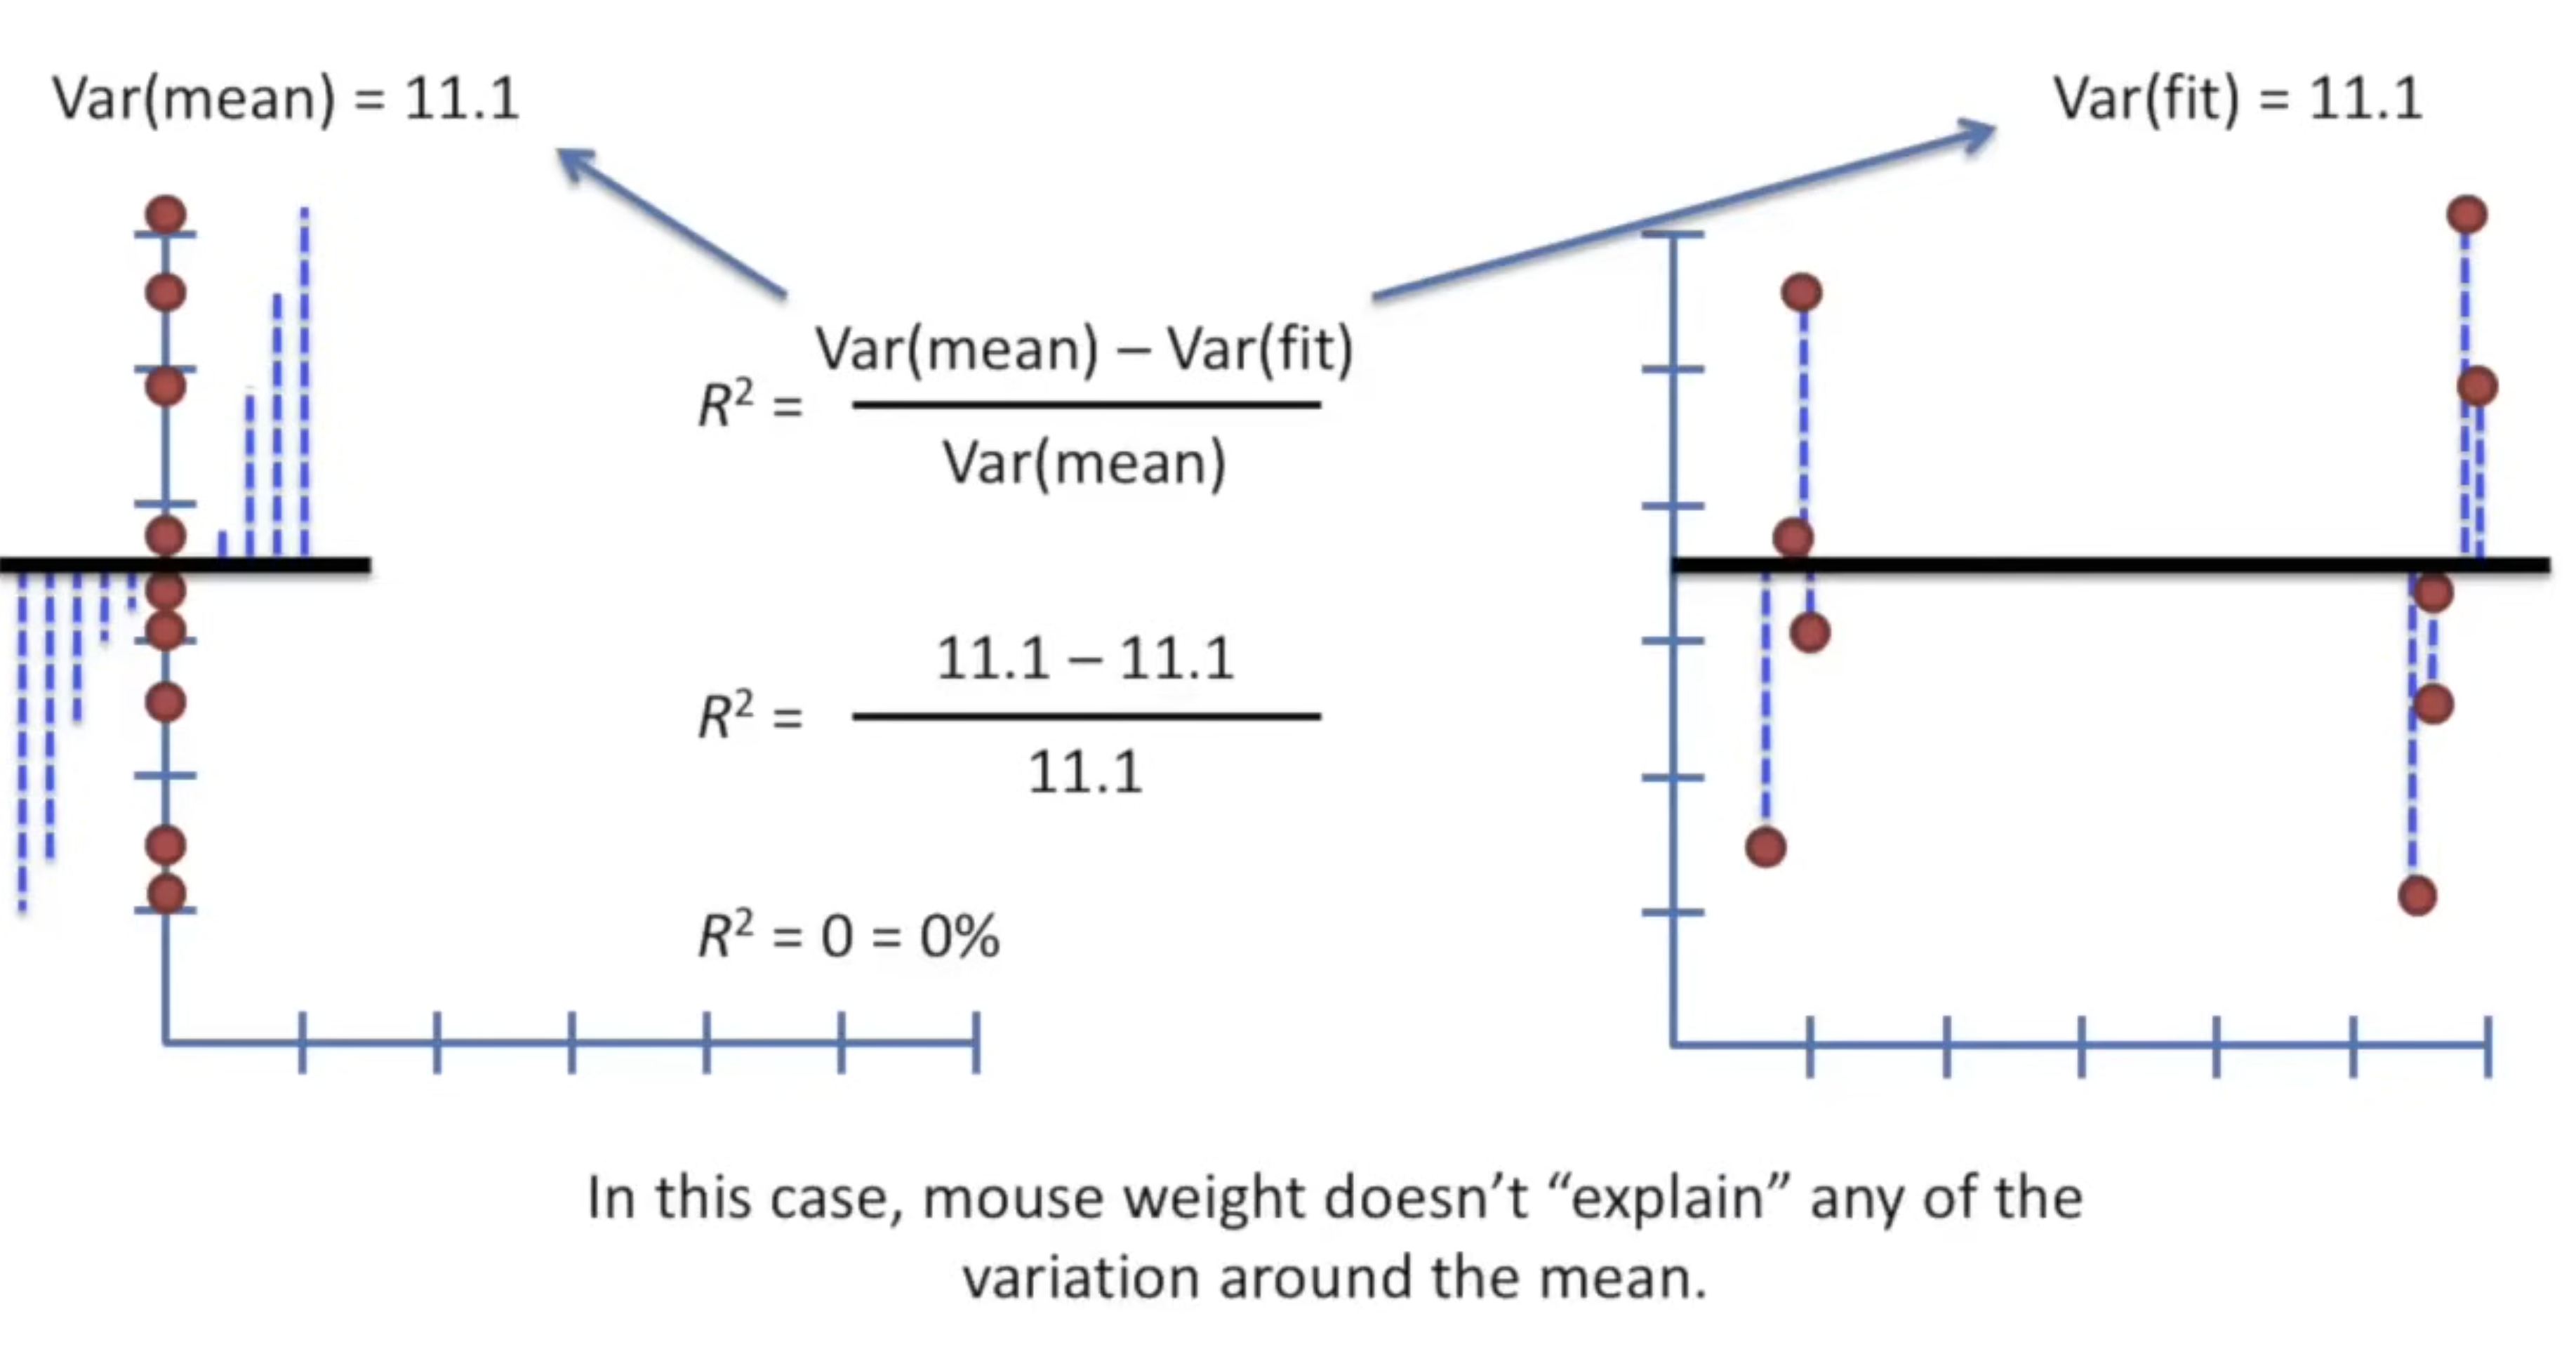 Var(mean) = 11.1
Var(fit) = 11.1
R² = Var(mean) – Var(fit)
Var(mean)
R² = 11.1 – 11.1
11.1
R² = 0 = 0%
In this case, mouse weight doesn’t “explain” any of the
variation around the mean.